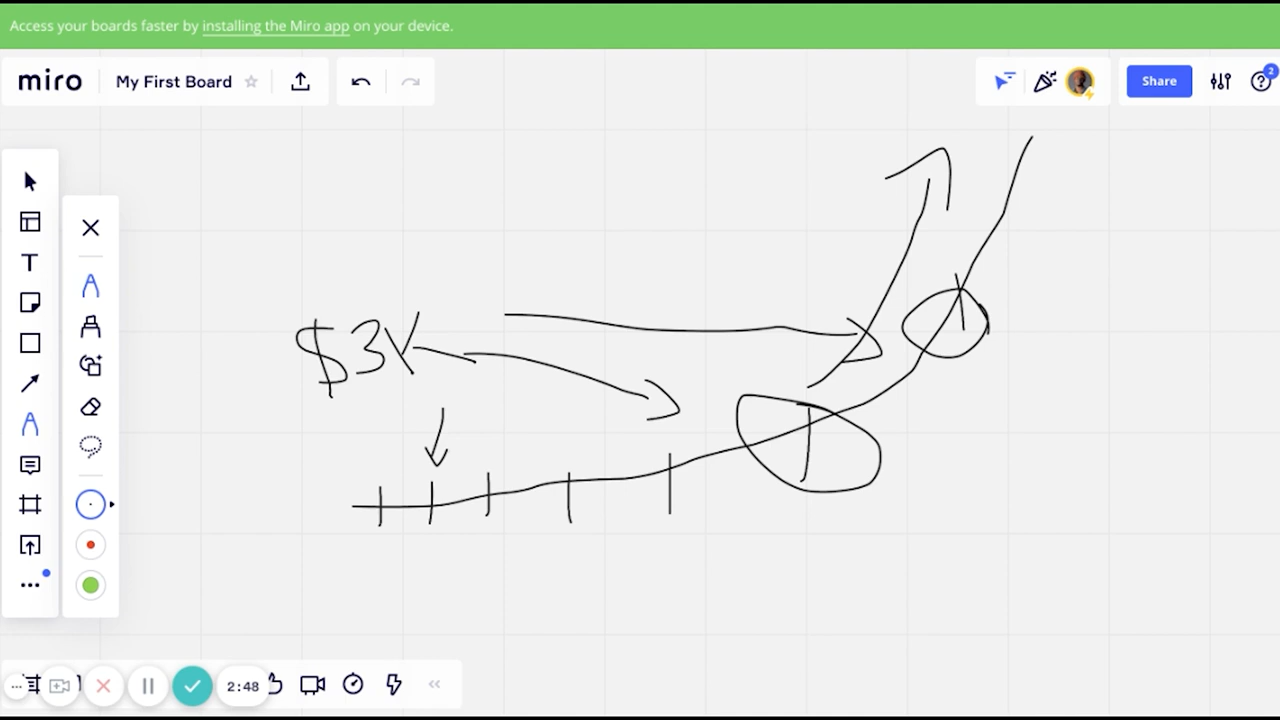 Access your boards faster by installing the Miro app on your device.
miro My First Board Share 2
T
$3K
2:48